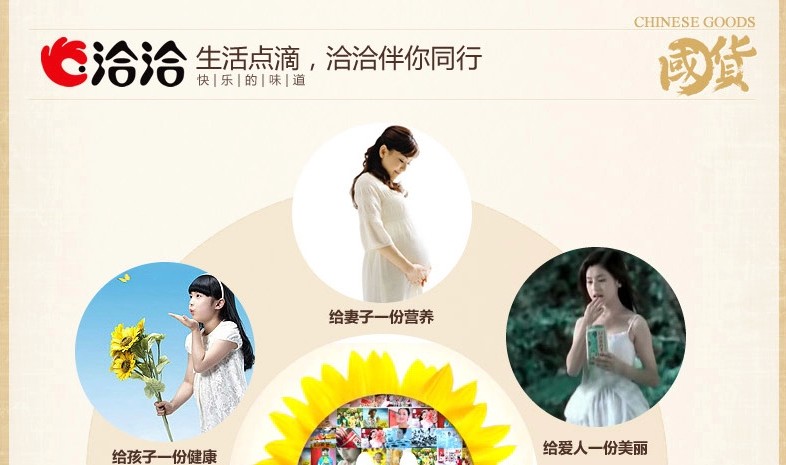 CHINESE GOODS
國貨
洽洽
生活点滴，洽洽伴你同行
快|乐|的|味|道
给妻子一份营养
给孩子一份健康
给爱人一份美丽